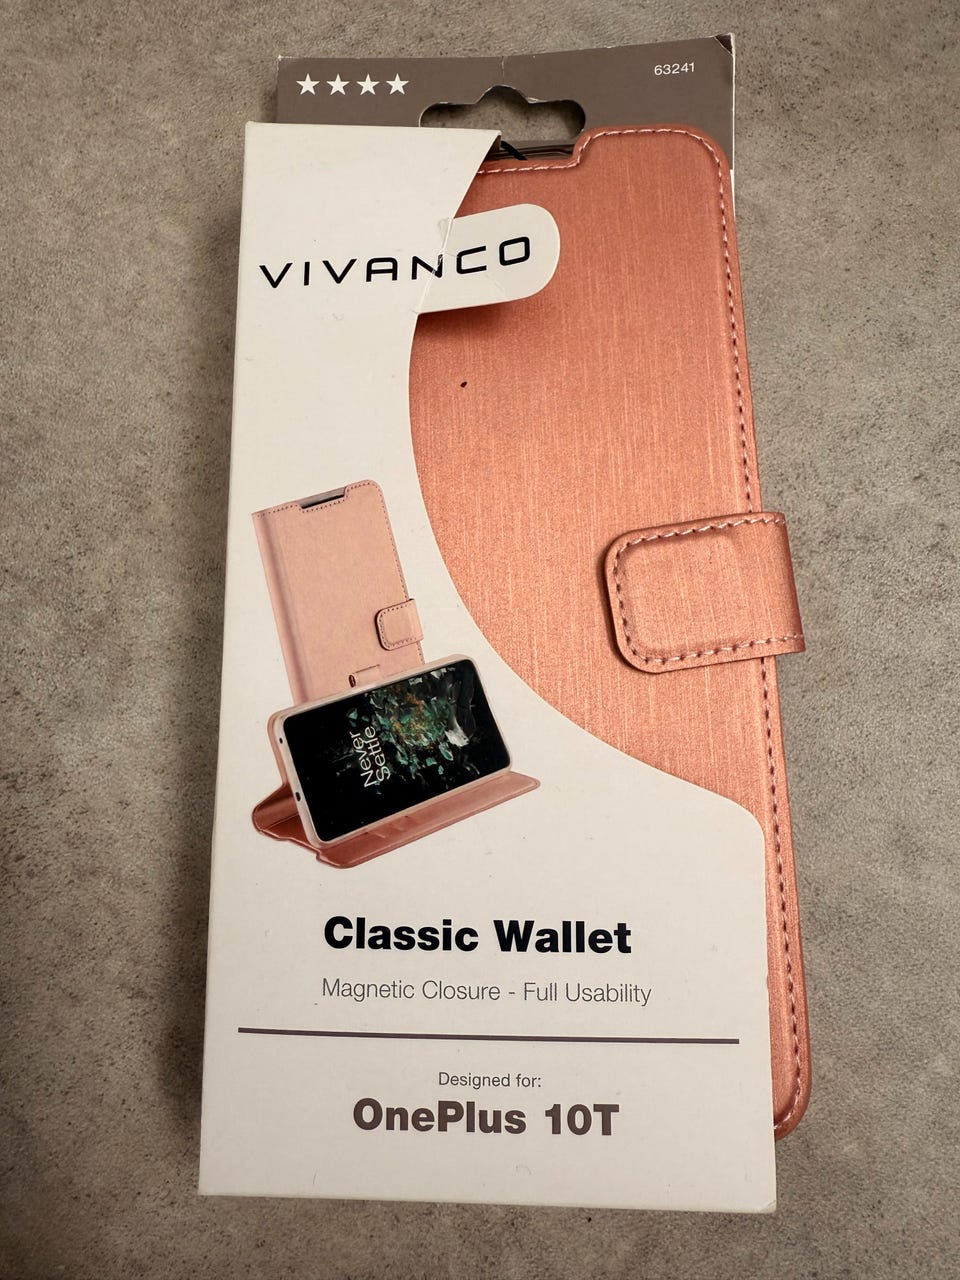 63241
VIVANCO
Never
Settle
Classic Wallet
Magnetic Closure - Full Usability
Designed for:
OnePlus 10T